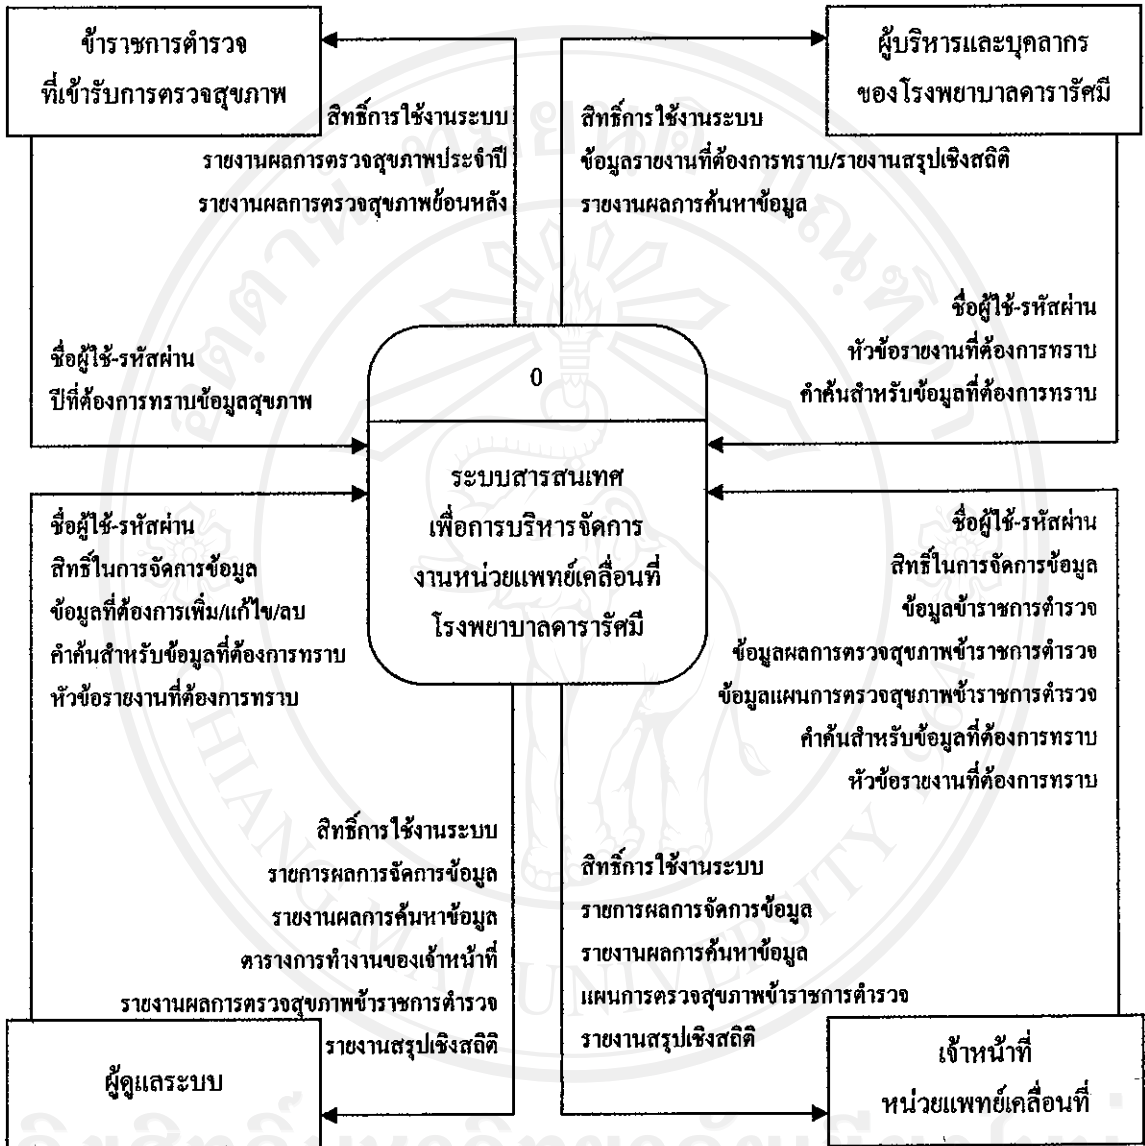 ข้าราชการตำรวจ
ที่เข้ารับการตรวจสุขภาพ
ผู้บริหารและบุคลากร
ของโรงพยาบาลดารารัศมี
สิทธิ์การใช้งานระบบ
รายงานผลการตรวจสุขภาพประจำปี
รายงานผลการตรวจสุขภาพย้อนหลัง
สิทธิ์การใช้งานระบบ
ข้อมูลรายงานที่ต้องการทราบ/รายงานสรุปเชิงสถิติ
รายงานผลการค้นหาข้อมูล
ชื่อผู้ใช้-รหัสผ่าน
ปีที่ต้องการทราบข้อมูลสุขภาพ
ชื่อผู้ใช้-รหัสผ่าน
หัวข้อรายงานที่ต้องการทราบ
คำค้นสำหรับข้อมูลที่ต้องการทราบ
0
ระบบสารสนเทศ
เพื่อการบริหารจัดการ
งานหน่วยแพทย์เคลื่อนที่
โรงพยาบาลดารารัศมี
ชื่อผู้ใช้-รหัสผ่าน
สิทธิ์ในการจัดการข้อมูล
ข้อมูลที่ต้องการเพิ่ม/แก้ไข/ลบ
คำค้นสำหรับข้อมูลที่ต้องการทราบ
หัวข้อรายงานที่ต้องการทราบ
ชื่อผู้ใช้-รหัสผ่าน
สิทธิ์ในการจัดการข้อมูล
ข้อมูลข้าราชการตำรวจ
ข้อมูลผลการตรวจสุขภาพข้าราชการตำรวจ
ข้อมูลแผนการตรวจสุขภาพข้าราชการตำรวจ
คำค้นสำหรับข้อมูลที่ต้องการทราบ
หัวข้อรายงานที่ต้องการทราบ
สิทธิ์การใช้งานระบบ
รายการผลการจัดการข้อมูล
รายงานผลการค้นหาข้อมูล
ตารางการทำงานของเจ้าหน้าที่
รายงานผลการตรวจสุขภาพข้าราชการตำรวจ
รายงานสรุปเชิงสถิติ
สิทธิ์การใช้งานระบบ
รายการผลการจัดการข้อมูล
รายงานผลการค้นหาข้อมูล
แผนการตรวจสุขภาพข้าราชการตำรวจ
รายงานสรุปเชิงสถิติ
ผู้ดูแลระบบ
เจ้าหน้าที่
หน่วยแพทย์เคลื่อนที่
CHIANG MAI UNIVERSITY